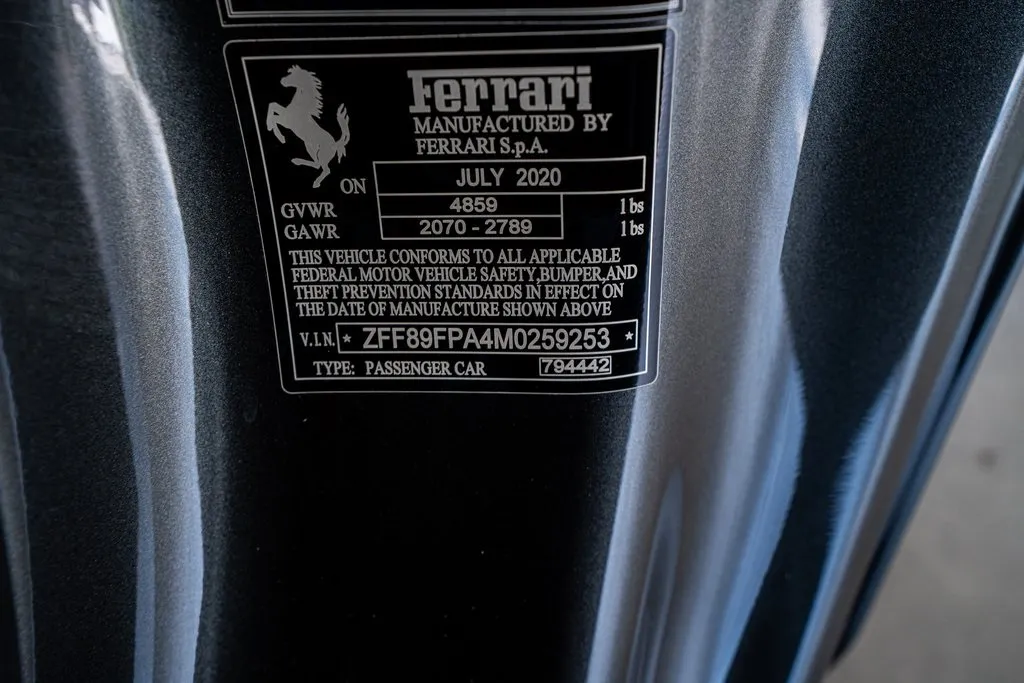 Ferrari
MANUFACTURED BY
FERRARI S.p.A.
ON JULY 2020
GVWR 4859 lbs
GAWR 2070 - 2789 lbs
THIS VEHICLE CONFORMS TO ALL APPLICABLE
FEDERAL MOTOR VEHICLE SAFETY,BUMPER,AND
THEFT PREVENTION STANDARDS IN EFFECT ON
THE DATE OF MANUFACTURE SHOWN ABOVE
V.I.N. * ZFF89FPA4M0259253 *
TYPE: PASSENGER CAR 794442